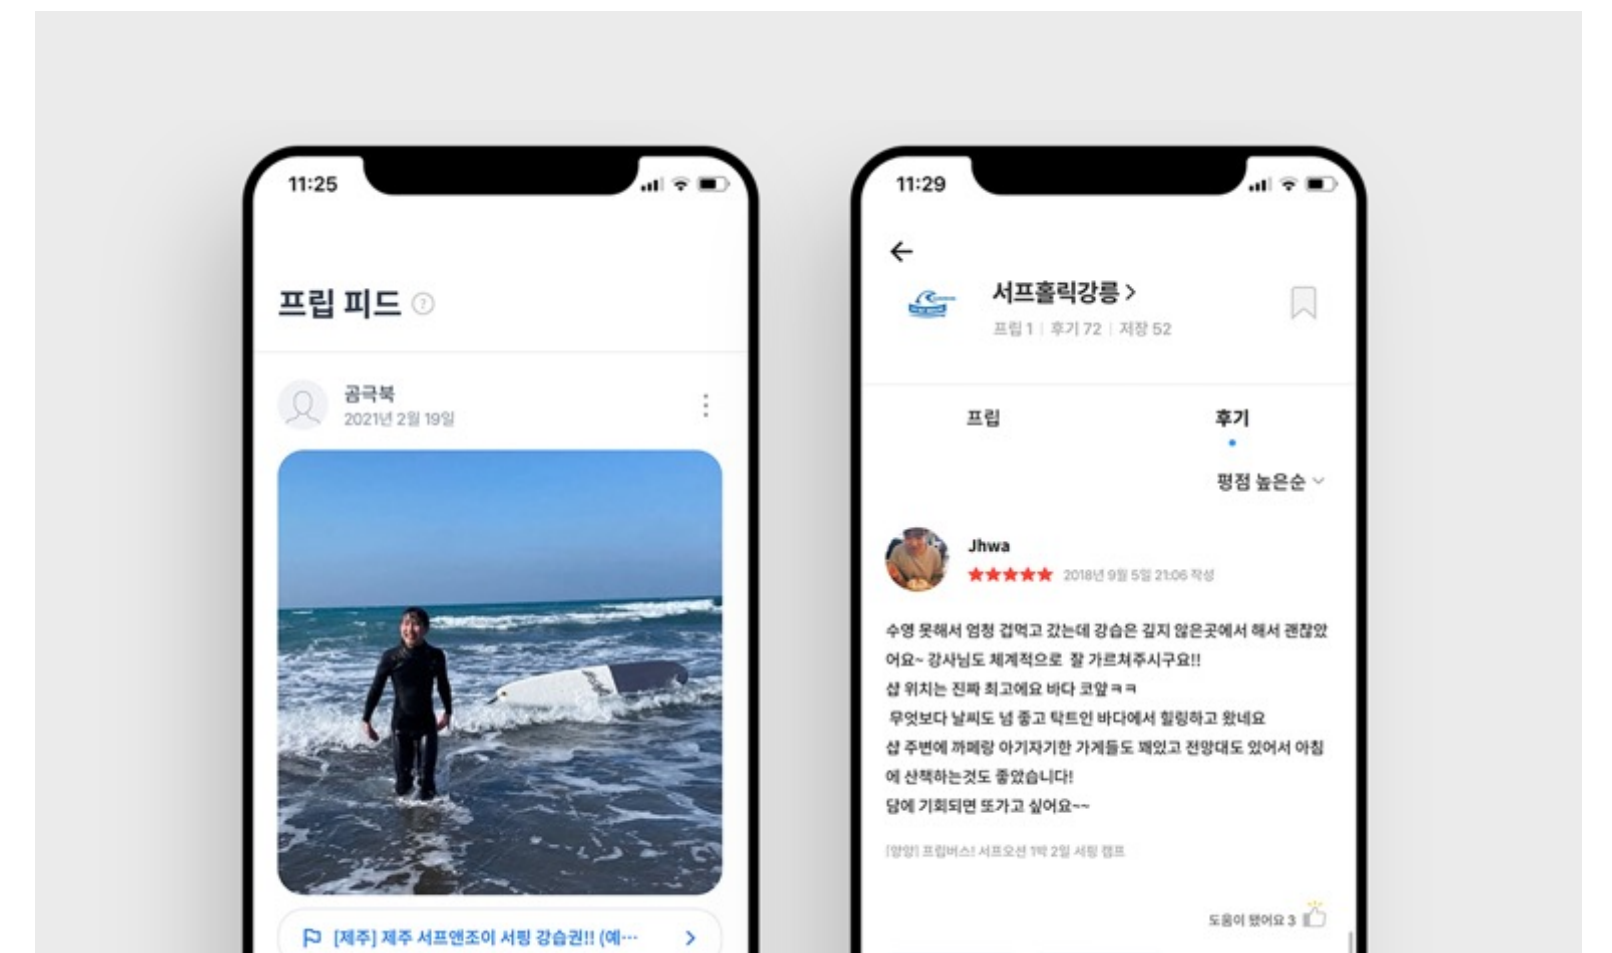 11:25
프립 피드 ?
곰극북
2021년 2월 19일
[제주] 제주 서프앤조이 서핑 강습권!! (예…
11:29
서프홀릭강릉 >
프립 1 | 후기 72 | 저장 52
프립
후기
평점 높은순
Jhwa
★★★★★ 2018년 9월 5일 21:06 작성
수영 못해서 엄청 겁먹고 갔는데 강습은 깊지 않은곳에서 해서 괜찮았
어요~ 강사님도 체계적으로 잘 가르쳐주시구요!!
샵 위치는 진짜 최고에요 바다 코앞ㅋㅋ
무엇보다 날씨도 넘 좋고 탁트인 바다에서 힐링하고 왔네요
샵 주변에 까페랑 아기자기한 가게들도 꽤있고 전망대도 있어서 아침
에 산책하는것도 좋았습니다!
담에 기회되면 또가고 싶어요~~
[양양] 프립버스! 서프오션 1박 2일 서핑 캠프
도움이 됐어요 3